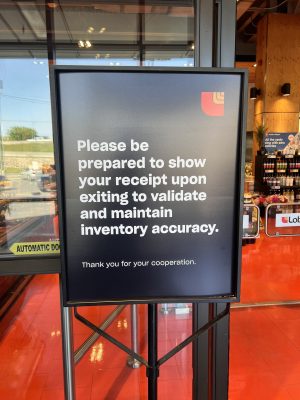 Please be
prepared to show
your receipt upon
exiting to validate
and maintain
inventory accuracy.
Thank you for your cooperation.
AUTOMATIC DO
Lob